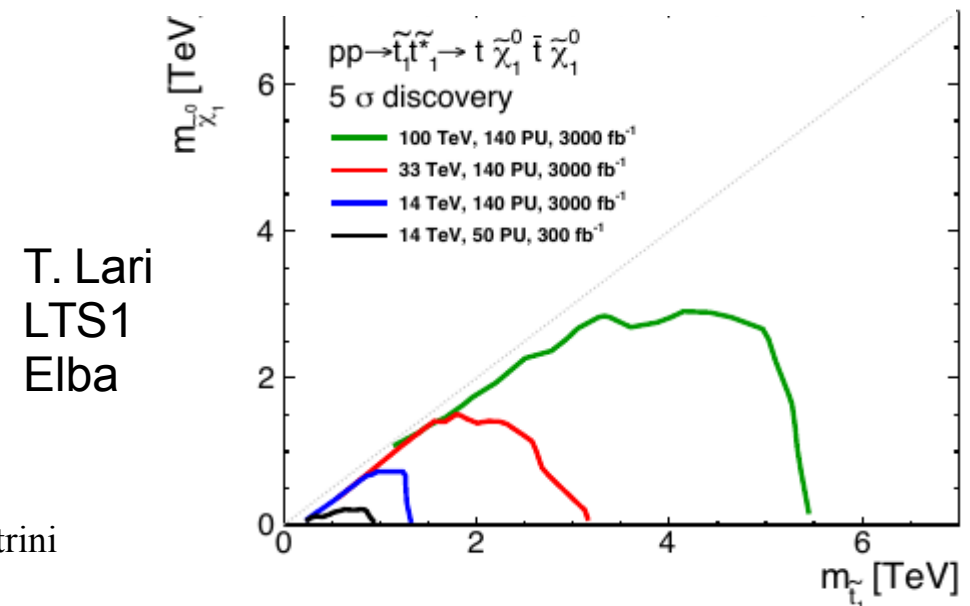 pp→t̃₁t̃*₁→ t χ̃⁰₁ t̄ χ̃⁰₁
5 σ discovery
100 TeV, 140 PU, 3000 fb⁻¹
33 TeV, 140 PU, 3000 fb⁻¹
14 TeV, 140 PU, 3000 fb⁻¹
14 TeV, 50 PU, 300 fb⁻¹
m_χ̃⁰₁ [TeV]
6
4
2
0
0 2 4 6
m_t̃₁ [TeV]
T. Lari
LTS1
Elba
trini